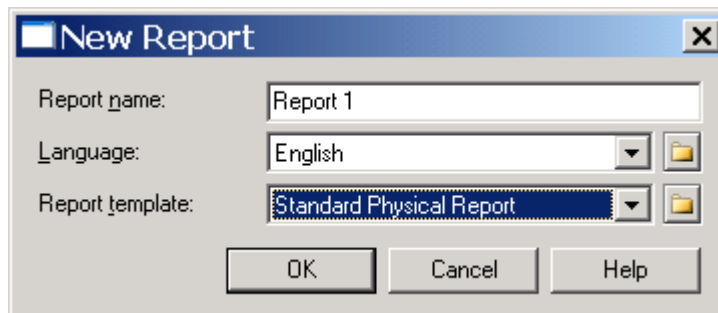 New Report
Report name: Report 1
Language: English
Report template: Standard Physical Report
OK Cancel Help